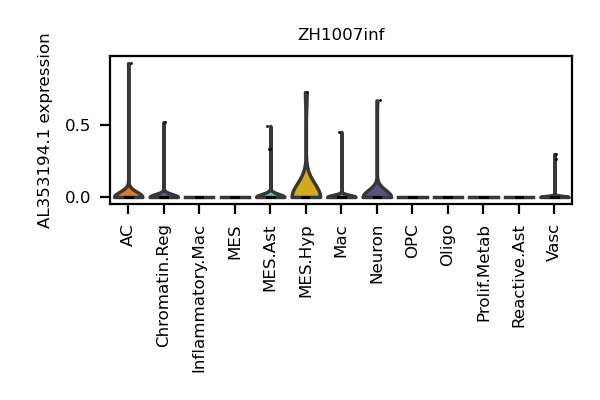 ZH1007inf
AL353194.1 expression
0.5
0.0
AC
Chromatin.Reg
Inflammatory.Mac
MES
MES.Ast
MES.Hyp
Mac
Neuron
OPC
Oligo
Prolif.Metab
Reactive.Ast
Vasc